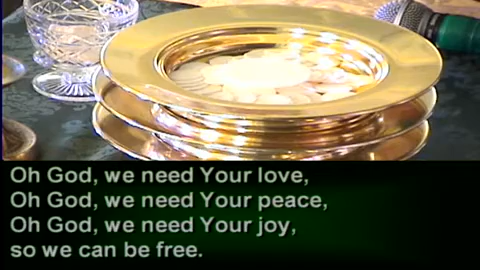 Oh God, we need Your love,
Oh God, we need Your peace,
Oh God, we need Your joy,
so we can be free.